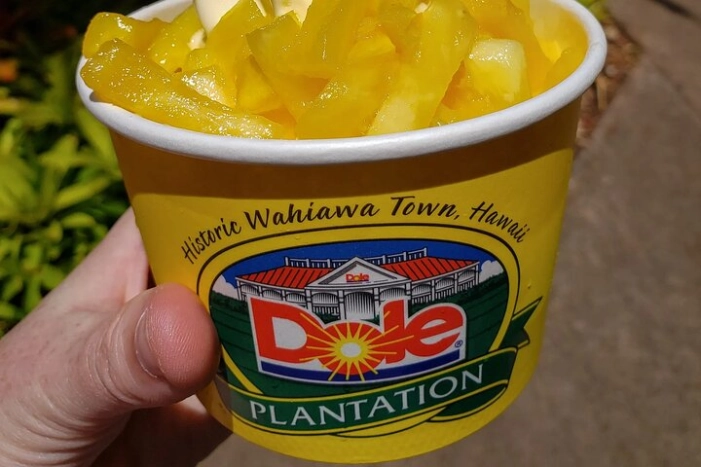 Historic Wahiawa Town, Hawaii
Dole
Dole®
PLANTATION